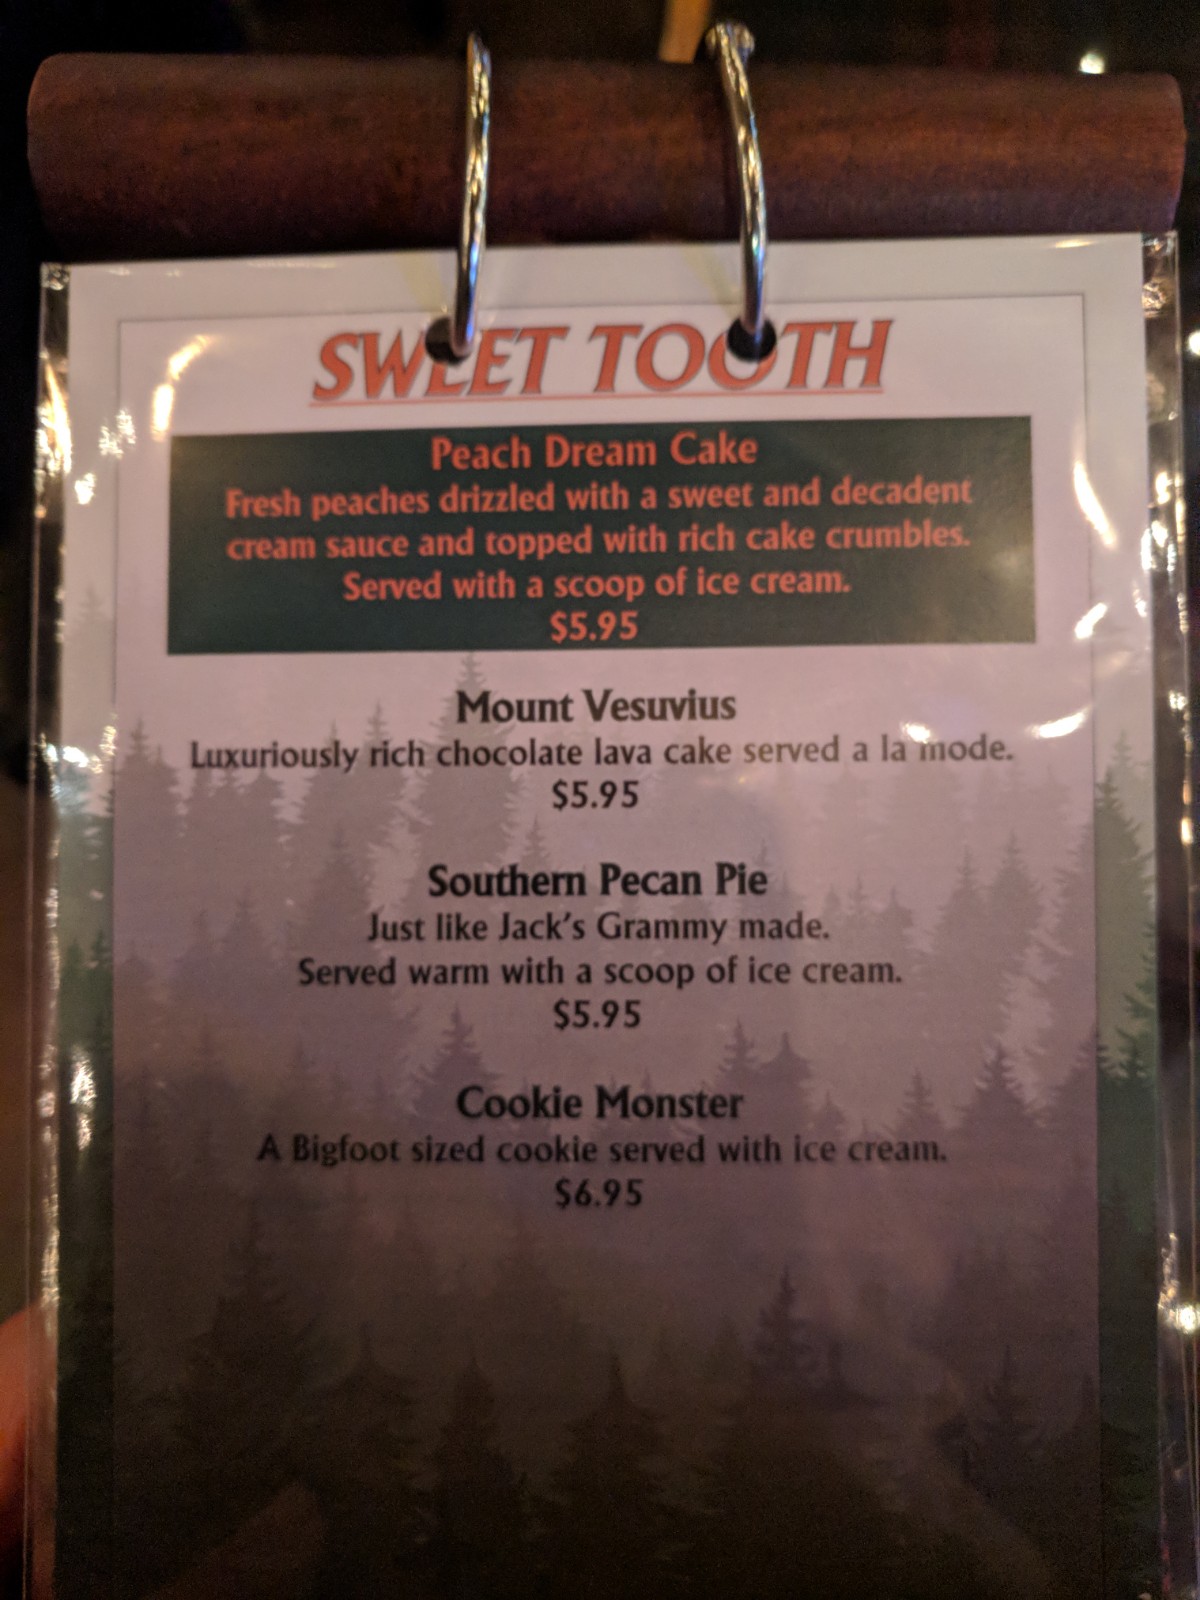 SWEET TOOTH
Peach Dream Cake
Fresh peaches drizzled with a sweet and decadent
cream sauce and topped with rich cake crumbles.
Served with a scoop of ice cream.
$5.95
Mount Vesuvius
Luxuriously rich chocolate lava cake served a la mode.
$5.95
Southern Pecan Pie
Just like Jack's Grammy made.
Served warm with a scoop of ice cream.
$5.95
Cookie Monster
A Bigfoot sized cookie served with ice cream.
$6.95